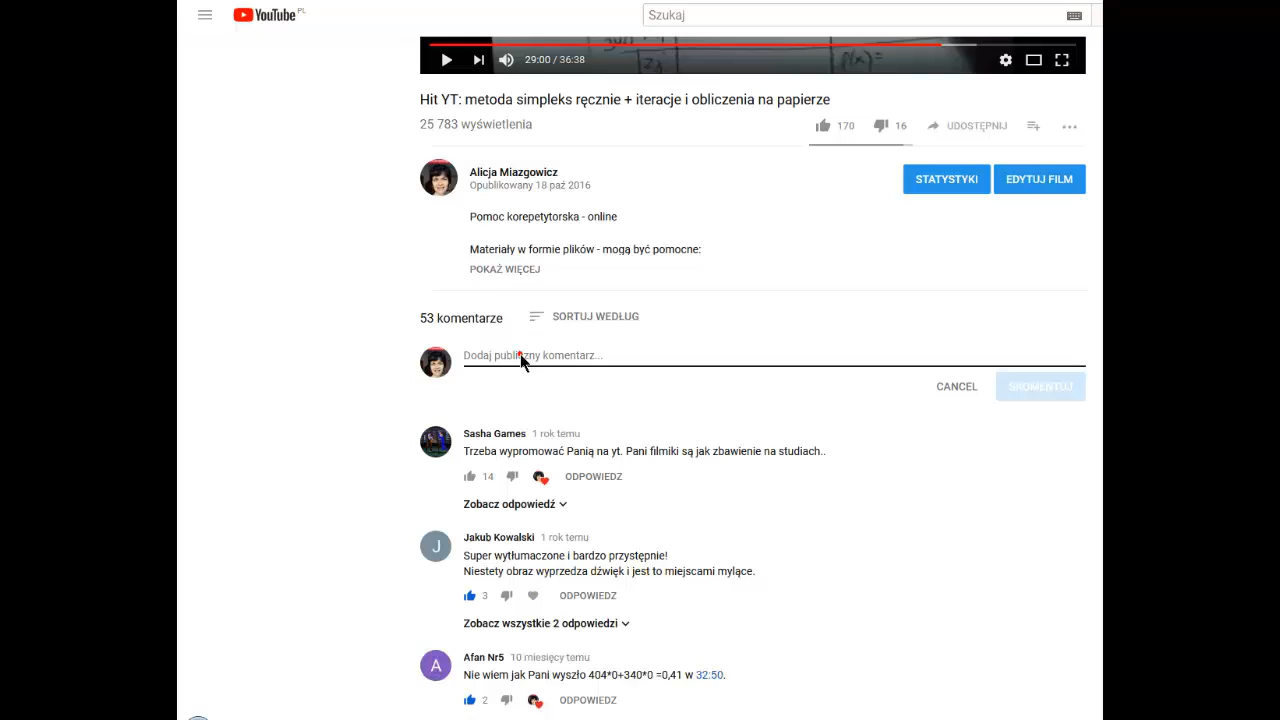 YouTube PL
Szukaj
29:00 / 36:38
Hit YT: metoda simpleks ręcznie + iteracje i obliczenia na papierze
25 783 wyświetlenia
170 16 UDOSTĘPNIJ
Alicja Miazgowicz
Opublikowany 18 paź 2016
STATYSTYKI EDYTUJ FILM
Pomoc korepetytorska - online
Materiały w formie plików - mogą być pomocne:
POKAŻ WIĘCEJ
53 komentarze SORTUJ WEDŁUG
Dodaj publiczny komentarz...
CANCEL SKOMENTUJ
Sasha Games 1 rok temu
Trzeba wypromować Panią na yt. Pani filmiki są jak zbawienie na studiach..
14 ODPOWIEDZ
Zobacz odpowiedź
J
Jakub Kowalski 1 rok temu
Super wytłumaczone i bardzo przystępnie!
Niestety obraz wyprzedza dźwięk i jest to miejscami mylące.
3 ODPOWIEDZ
Zobacz wszystkie 2 odpowiedzi
A
Afan Nr5 10 miesięcy temu
Nie wiem jak Pani wyszło 404*0+340*0 =0,41 w 32:50.
2 ODPOWIEDZ